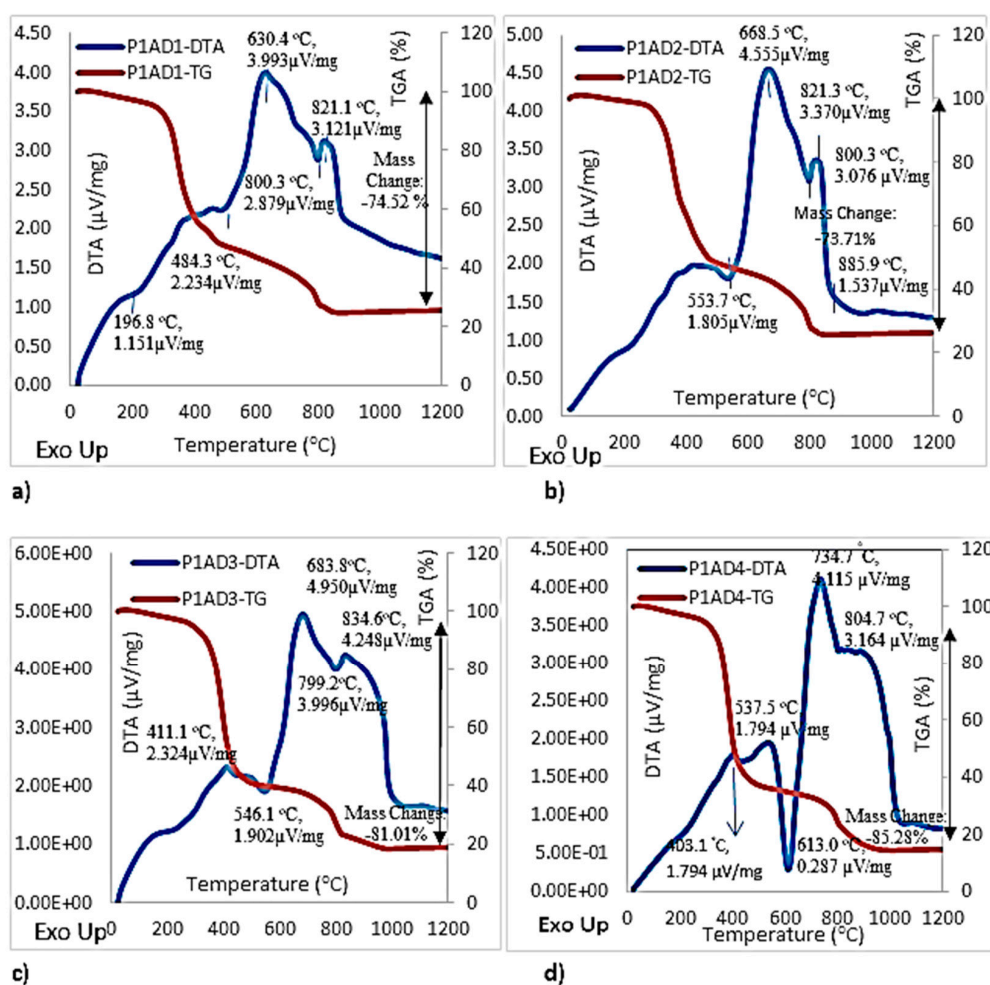 P1AD1-DTA
P1AD1-TG
630.4 °C,
3.993µV/mg
821.1 °C,
3.121µV/mg
800.3 °C,
2.879µV/mg
484.3 °C,
2.234µV/mg
196.8 °C,
1.151µV/mg
Mass
Change:
-74.52 %
DTA (µV/mg)
TGA (%)
4.50
4.00
3.50
3.00
2.50
2.00
1.50
1.00
0.50
0.00
120
100
80
60
40
20
0
0 200 400 600 800 1000 1200
Exo Up
Temperature (°C)
a)
P1AD2-DTA
P1AD2-TG
668.5 °C,
4.555µV/mg
821.3 °C,
3.370µV/mg
800.3 °C,
3.076 µV/mg
Mass Change:
-73.71%
885.9 °C,
1.537µV/mg
553.7 °C,
1.805µV/mg
DTA (µV/mg)
TGA (%)
5.00
4.50
4.00
3.50
3.00
2.50
2.00
1.50
1.00
0.50
0.00
120
100
80
60
40
20
0
Temperature (°C)
0 200 400 600 800 1000 1200
Exo Up
b)
P1AD3-DTA
P1AD3-TG
683.8°C,
4.950µV/mg
834.6°C,
4.248µV/mg
799.2°C,
3.996µV/mg
411.1 °C,
2.324µV/mg
546.1 °C,
1.902µV/mg
Mass Change:
-81.01%
DTA (µV/mg)
TGA (%)
6.00E+00
5.00E+00
4.00E+00
3.00E+00
2.00E+00
1.00E+00
0.00E+00
120
100
80
60
40
20
0
Temperature (°C)
0 200 400 600 800 1000 1200
Exo Up
c)
P1AD4-DTA
P1AD4-TG
734.7 °C,
4.115 µV/mg
804.7 °C,
3.164 µV/mg
537.5 °C,
1.794 µV/mg
403.1 °C,
1.794 µV/mg
613.0 °C,
0.287 µV/mg
Mass Change:
-85.28%
DTA (µV/mg)
TGA (%)
4.50E+00
4.00E+00
3.50E+00
3.00E+00
2.50E+00
2.00E+00
1.50E+00
1.00E+00
5.00E-01
0.00E+00
120
100
80
60
40
20
0
0 200 400 600 800 1000 1200
Exo Up
Temperature (°C)
d)